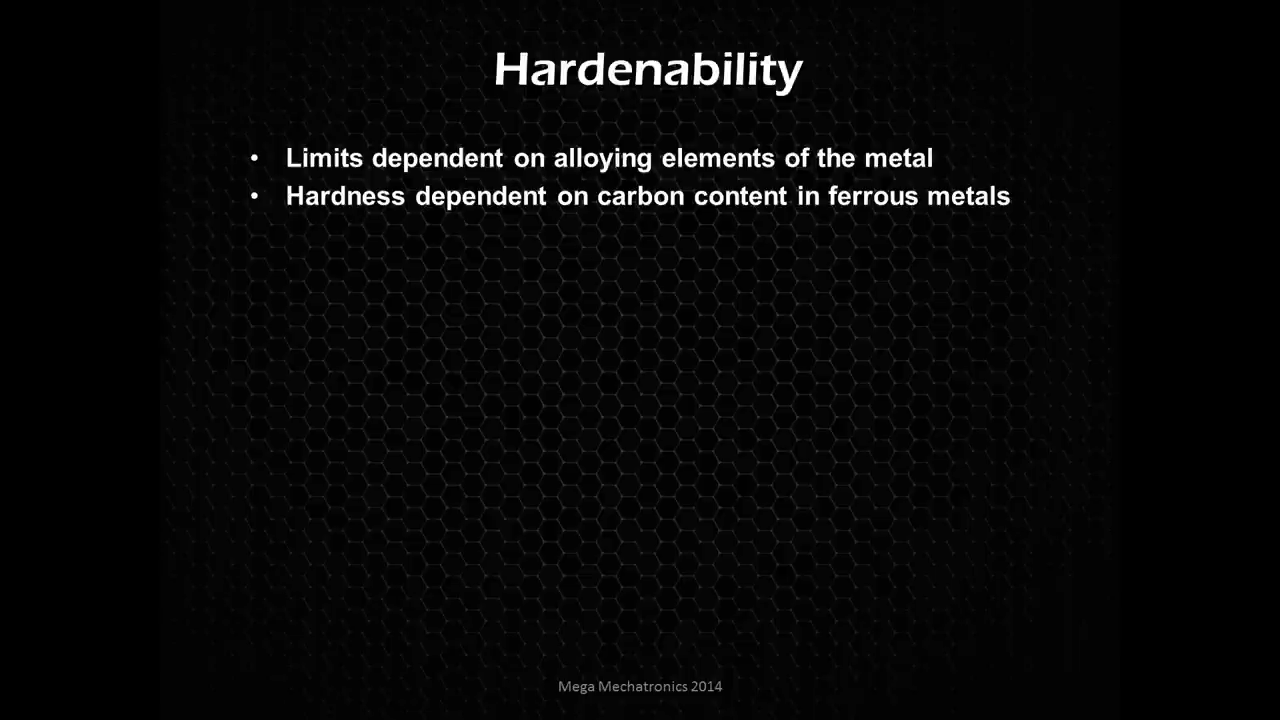 Hardenability
• Limits dependent on alloying elements of the metal
• Hardness dependent on carbon content in ferrous metals
Mega Mechatronics 2014